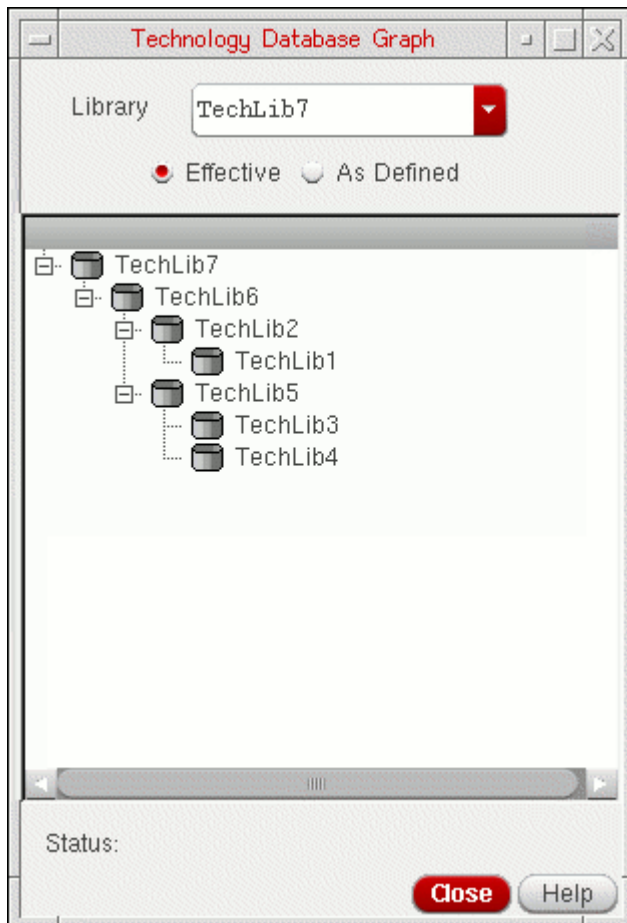 Technology Database Graph
Library TechLib7
Effective As Defined
TechLib7
TechLib6
TechLib2
TechLib1
TechLib5
TechLib3
TechLib4
Status:
Close Help